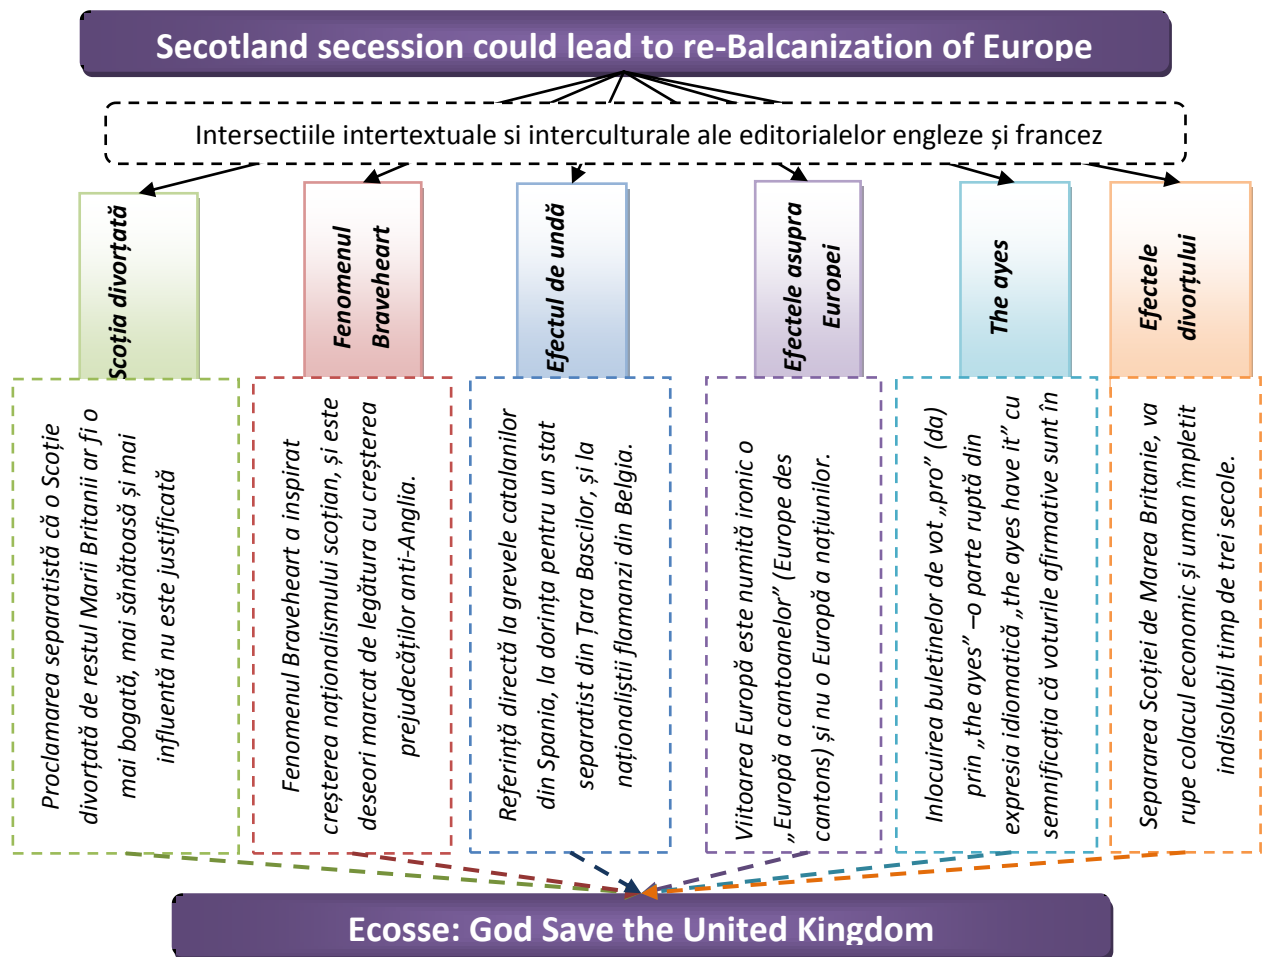 Secotland secession could lead to re-Balcanization of Europe
Intersectiile intertextuale si interculturale ale editorialelor engleze și francez
Scoția divorțată
Fenomenul
Braveheart
Efectul de undă
Efectele asupra
Europei
The ayes
Efectele
divorțului
Proclamarea separatistă că o Scoție
divorțată de restul Marii Britanii ar fi o
mai bogată, mai sănătoasă și mai
influentă nu este justificată
Fenomenul Braveheart a inspirat
creșterea naționalismului scoțian, și este
deseori marcat de legătura cu creșterea
prejudecăților anti-Anglia.
Referință directă la grevele catalanilor
din Spania, la dorința pentru un stat
separatist din Țara Bascilor, și la
naționaliștii flamanzi din Belgia.
Viitoarea Europă este numită ironic o
„Europă a cantoanelor” (Europe des
cantons) și nu o Europă a națiunilor.
Inlocuirea buletinelor de vot „pro” (da)
prin „the ayes” –o parte ruptă din
expresia idiomatică „the ayes have it” cu
semnificația că voturile afirmative sunt în
Separarea Scoției de Marea Britanie, va
rupe colacul economic și uman împletit
indisolubil timp de trei secole.
Ecosse: God Save the United Kingdom